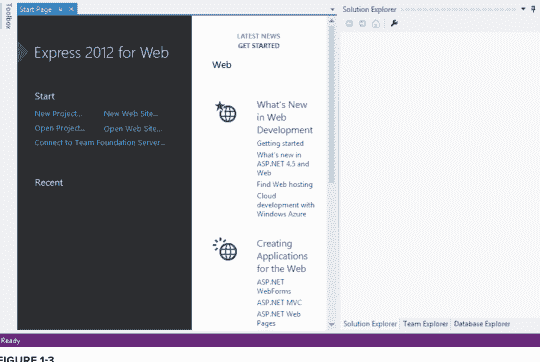 Toolbox
Start Page
Solution Explorer
Express 2012 for Web
Start
New Project...
New Web Site...
Open Project...
Open Web Site...
Connect to Team Foundation Server...
Recent
LATEST NEWS
GET STARTED
Web
What's New
in Web
Development
Getting started
What's new in
ASP.NET 4.5 and
Web
Find Web hosting
Cloud
development with
Windows Azure
Creating
Applications
for the Web
ASP.NET
WebForms
ASP.NET MVC
ASP.NET Web
Pages
Solution Explorer
Team Explorer
Database Explorer
Ready
FIGURE 1-3